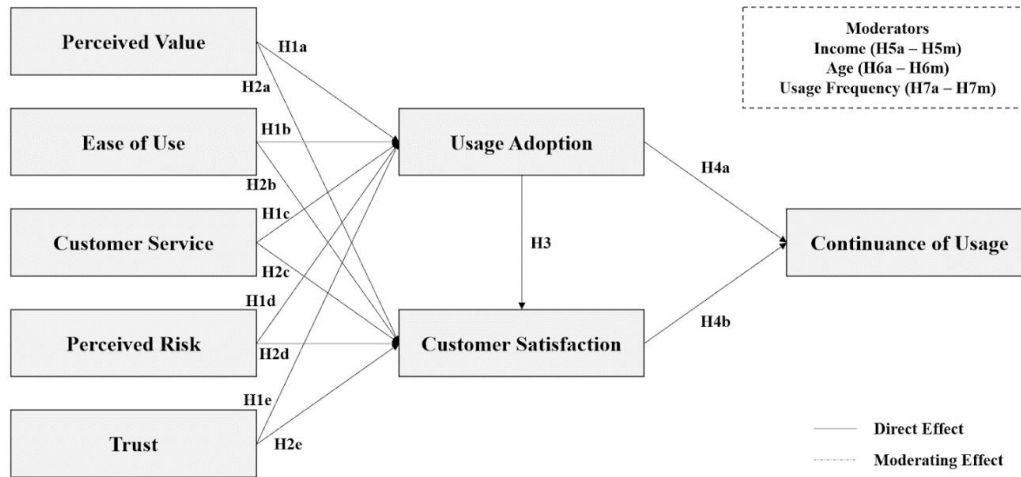 Perceived Value
Ease of Use
Customer Service
Perceived Risk
Trust
H1a
H2a
H1b
H2b
H1c
H2c
H1d
H2d
H1e
H2e
Usage Adoption
H3
Customer Satisfaction
H4a
H4b
Continuance of Usage
Moderators
Income (H5a – H5m)
Age (H6a – H6m)
Usage Frequency (H7a – H7m)
Direct Effect
Moderating Effect